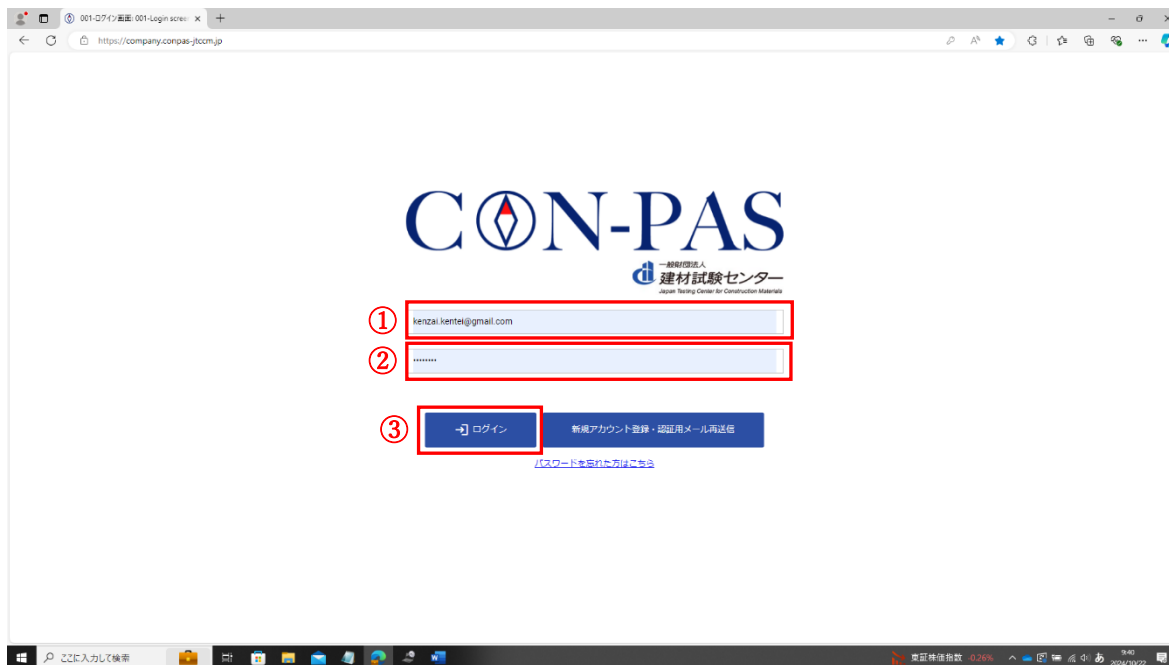 001-ログイン画面: 001-Login scree
https://company.conpas-jtccm.jp
CON-PAS
一般財団法人
建材試験センター
Japan Testing Center for Construction Materials
① kenzai.kentei@gmail.com
② ••••••••
③ ログイン 新規アカウント登録・認証用メール再送信
パスワードを忘れた方はこちら
ここに入力して検索 東証株価指数 -0.26% あ 9:40
2024/10/22